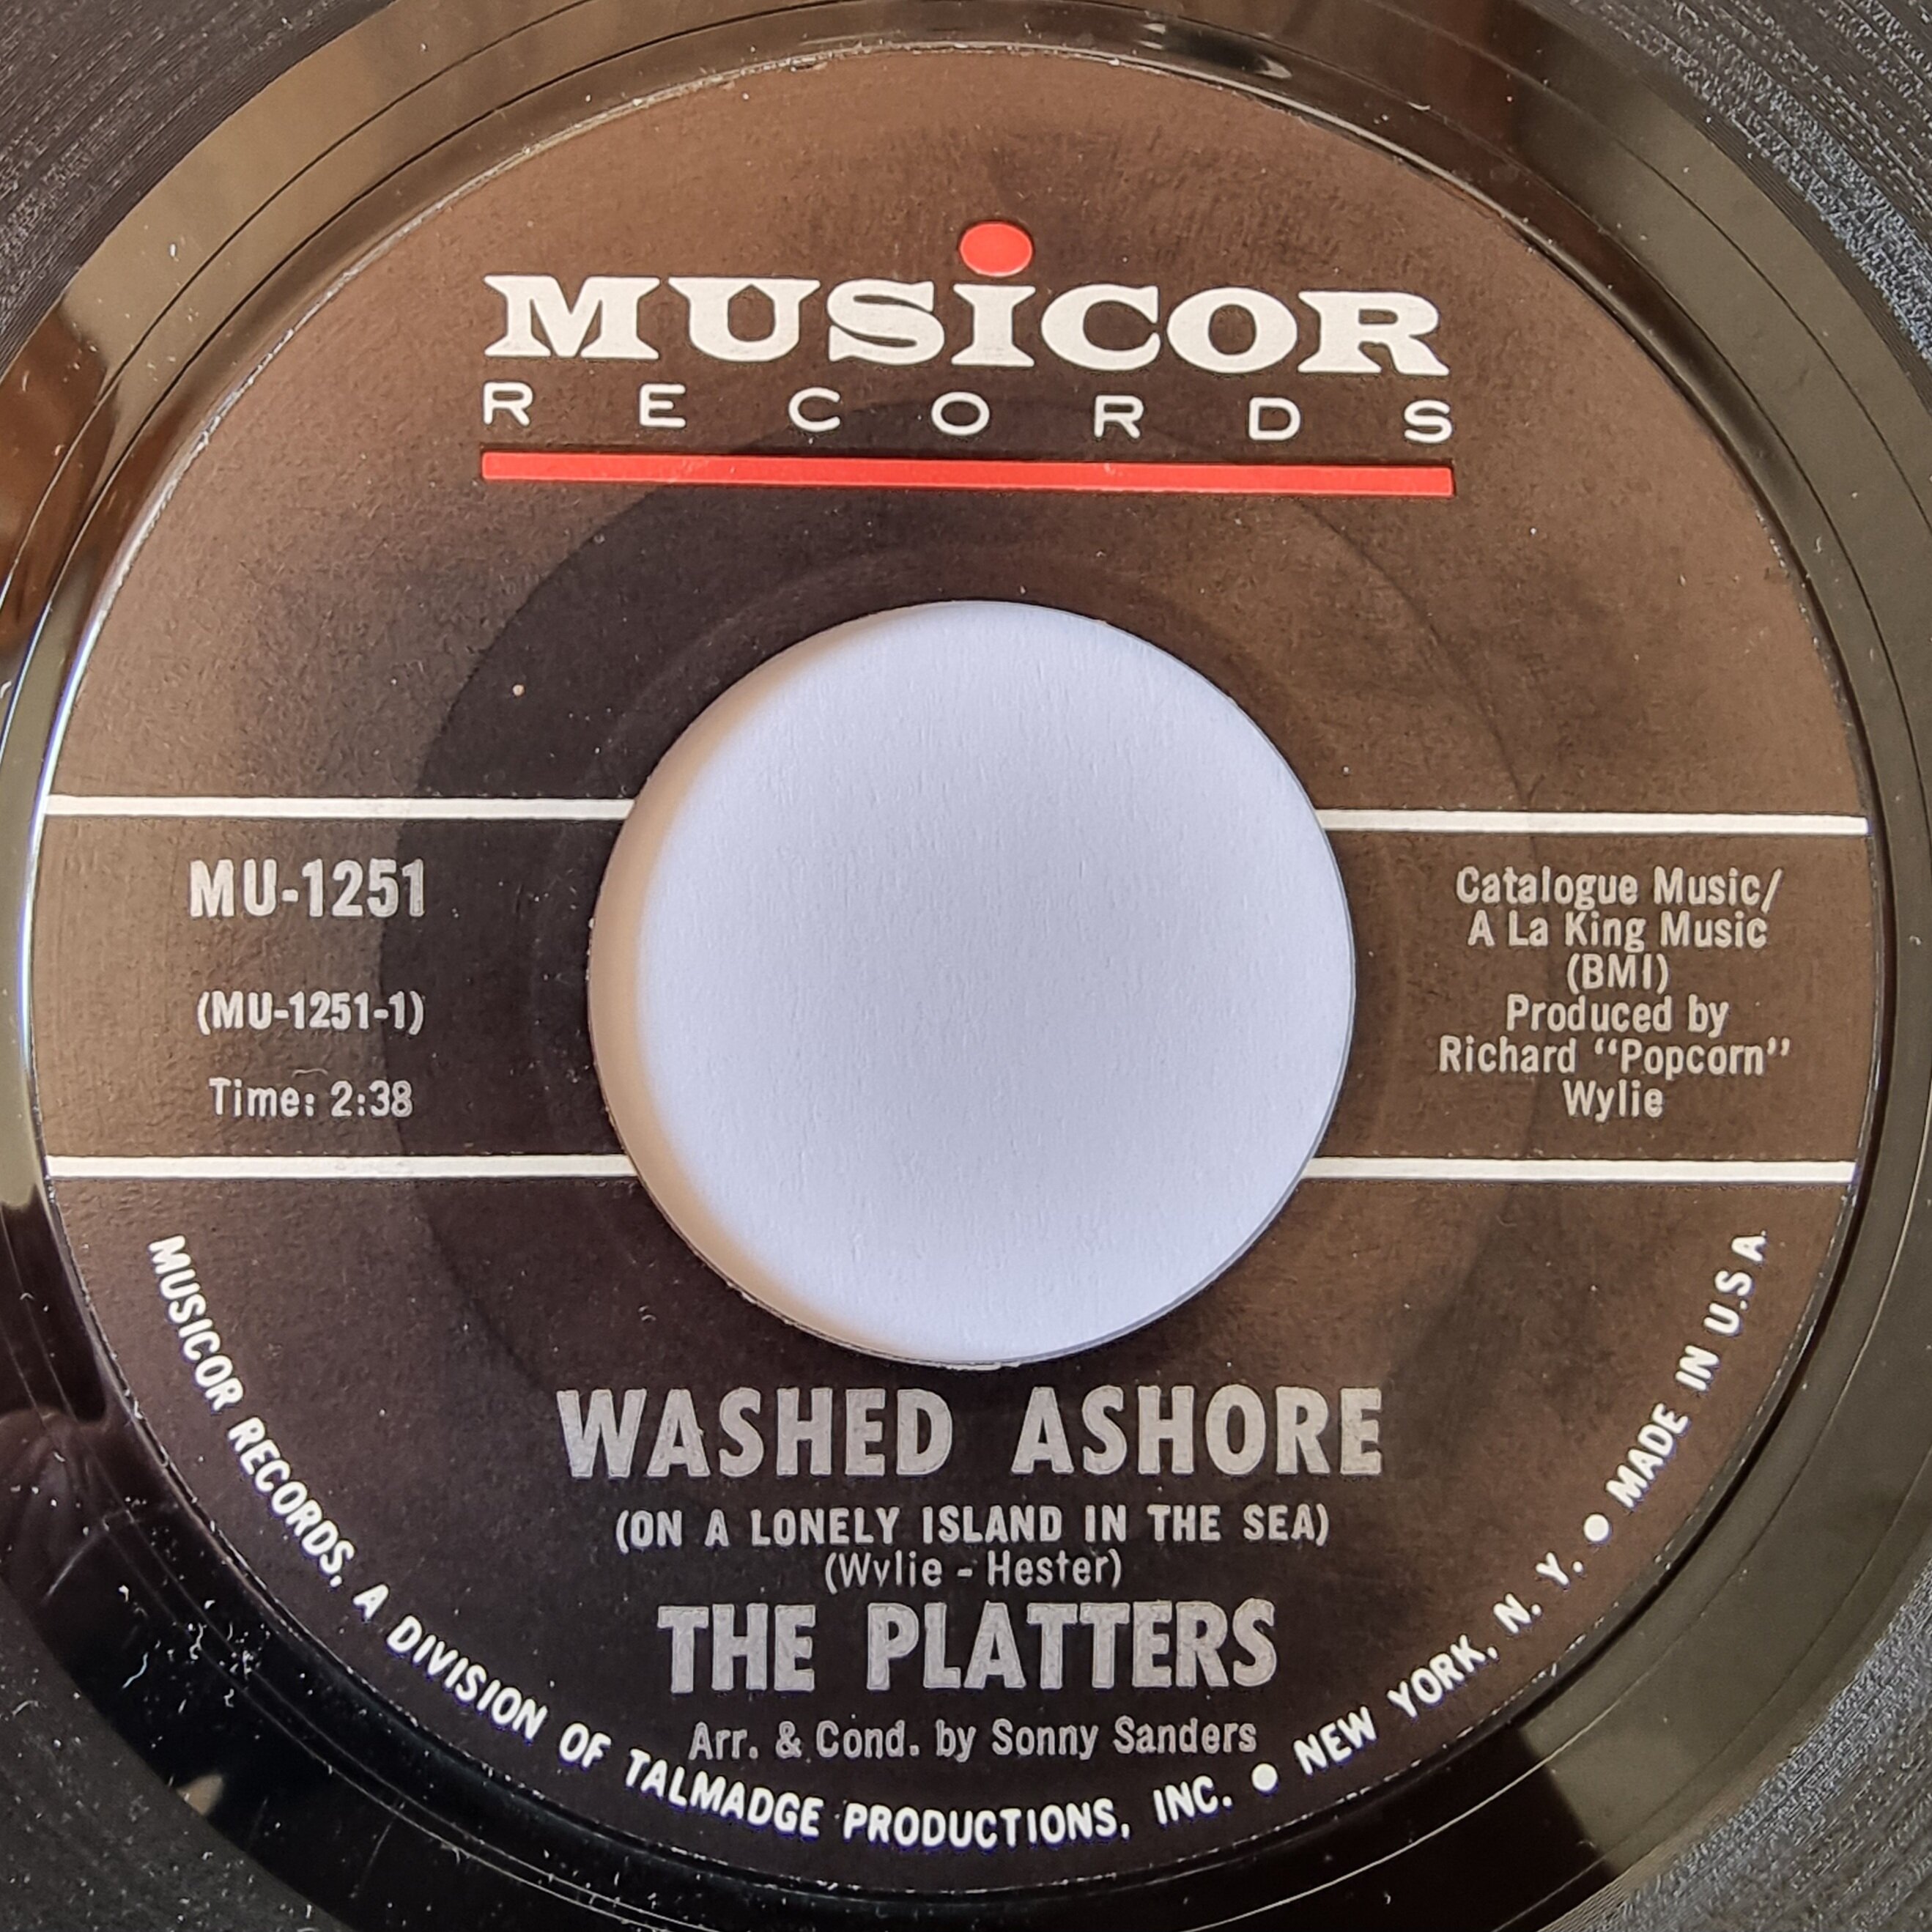 MUSICOR
RECORDS
MU-1251
(MU-1251-1)
Time: 2:38
Catalogue Music/
A La King Music
(BMI)
Produced by
Richard "Popcorn"
Wylie
WASHED ASHORE
(ON A LONELY ISLAND IN THE SEA)
(Wylie - Hester)
THE PLATTERS
Arr. & Cond. by Sonny Sanders
MUSICOR RECORDS, A DIVISION OF TALMADGE PRODUCTIONS, INC. ● NEW YORK, N. Y. ● MADE IN U.S.A.